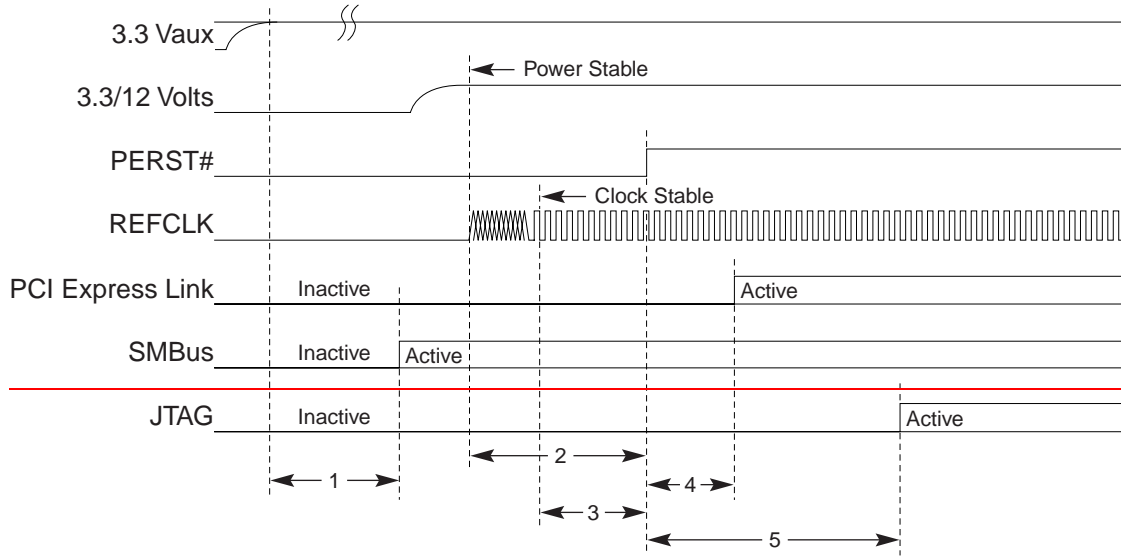 3.3 Vaux
Power Stable
3.3/12 Volts
PERST#
Clock Stable
REFCLK
PCI Express Link
Inactive
Active
SMBus
Inactive
Active
JTAG
Inactive
Active
1
2
3
4
5